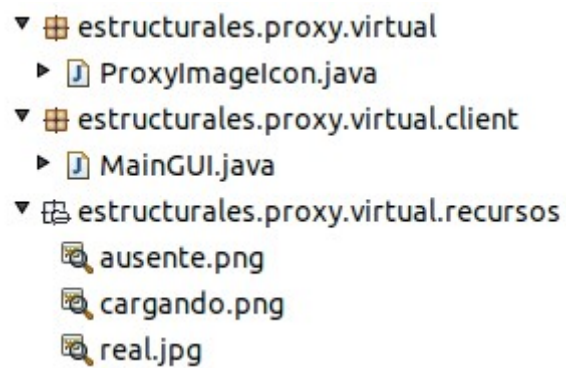 estructurales.proxy.virtual
ProxyImageIcon.java
estructurales.proxy.virtual.client
MainGUI.java
estructurales.proxy.virtual.recursos
ausente.png
cargando.png
real.jpg